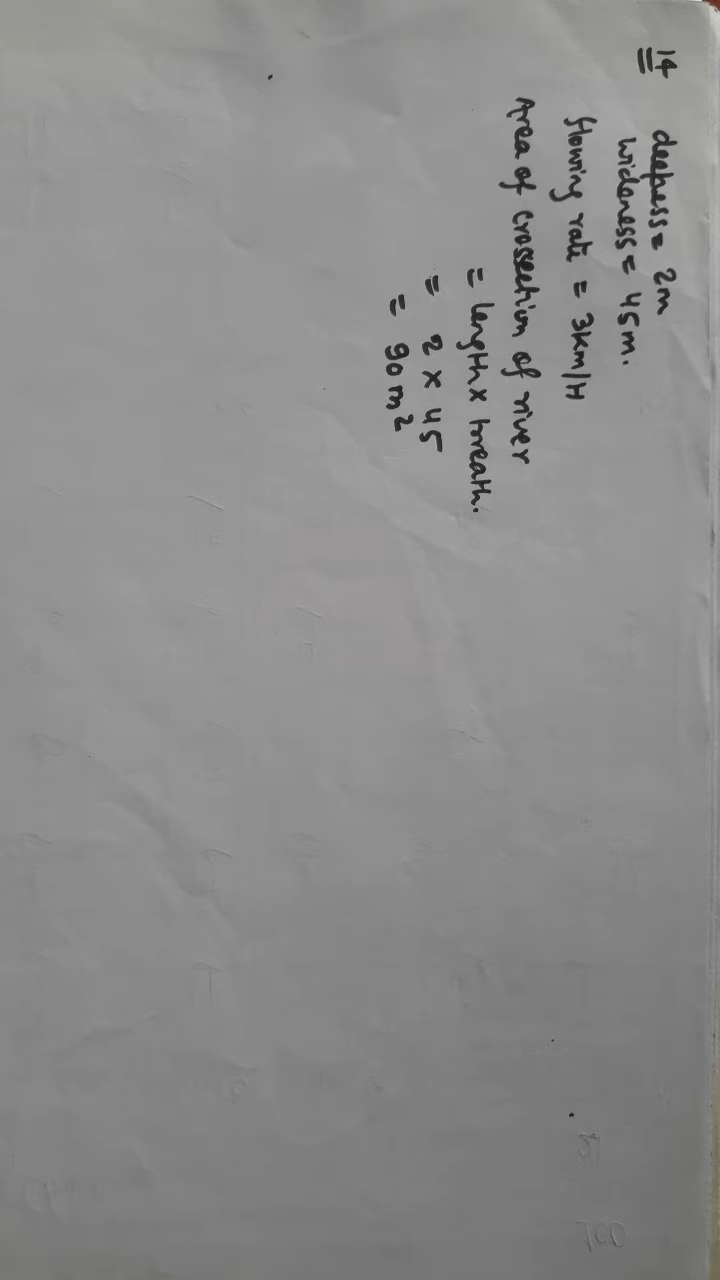 14 deepness = 2m
wideness = 45m.
flowing rate = 3km/H
Area of crossection of river
= length x breath.
= 2 x 45
= 90 m²